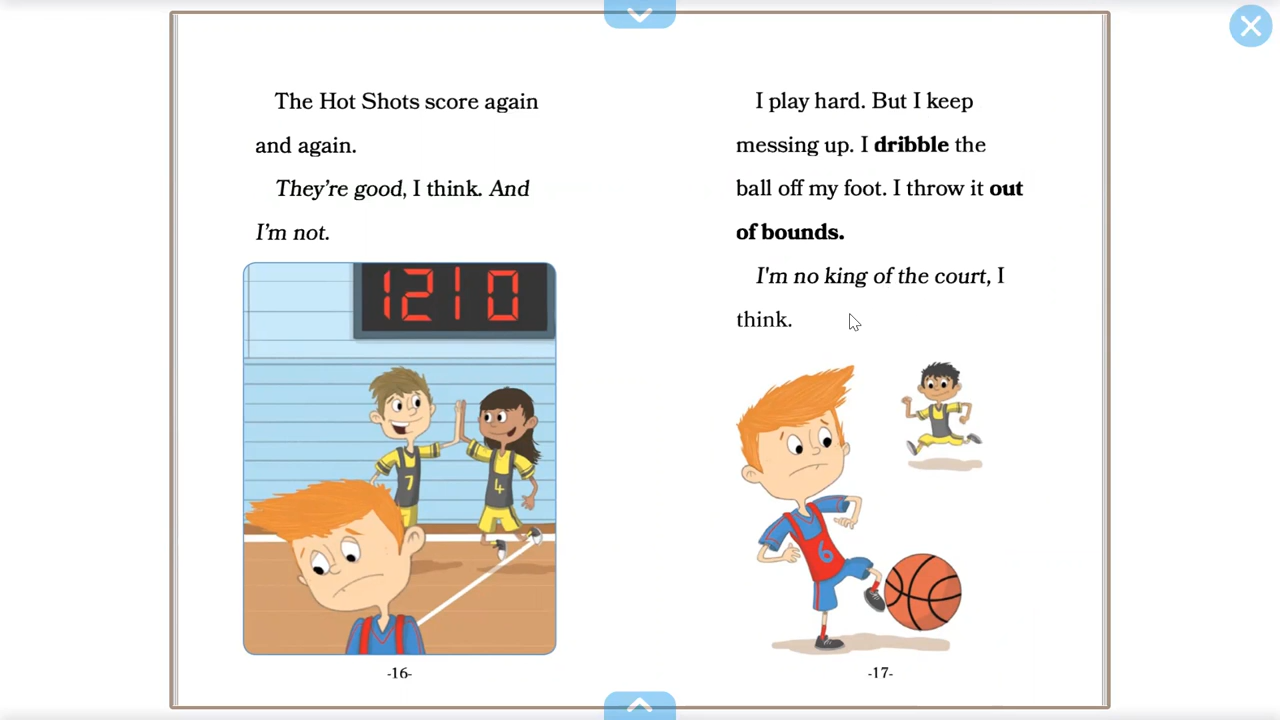 The Hot Shots score again
and again.
They're good, I think. And
I'm not.
1210
7
4
-16-
I play hard. But I keep
messing up. I dribble the
ball off my foot. I throw it out
of bounds.
I'm no king of the court, I
think.
6
-17-